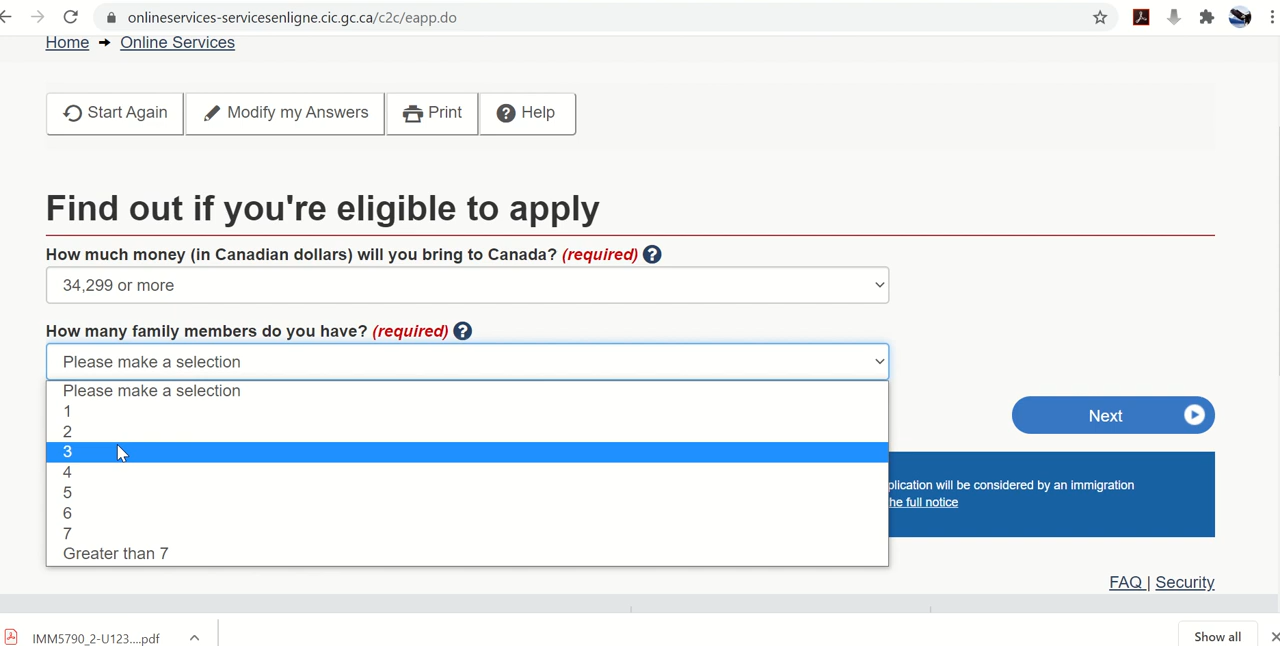 onlineservices-servicesenligne.cic.gc.ca/c2c/eapp.do
Home → Online Services
Start Again
Modify my Answers
Print
? Help
Find out if you're eligible to apply
How much money (in Canadian dollars) will you bring to Canada? (required) ?
34,299 or more
How many family members do you have? (required) ?
Please make a selection
Please make a selection
1
2
3
4
5
6
7
Greater than 7
Next
plication will be considered by an immigration
he full notice
FAQ | Security
IMM5790_2-U123....pdf
Show all